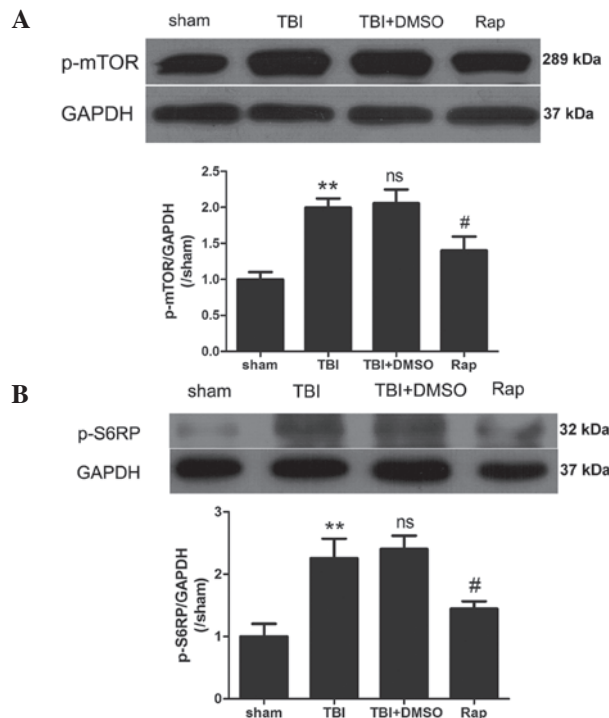 A
sham TBI TBI+DMSO Rap
p-mTOR 289 kDa
GAPDH 37 kDa
p-mTOR/GAPDH
(/sham)
2.5
2.0
1.5
1.0
0.5
0.0
** ns #
sham TBI TBI+DMSO Rap
B
sham TBI TBI+DMSO Rap
p-S6RP 32 kDa
GAPDH 37 kDa
p-S6RP/GAPDH
(/sham)
3
2
1
0
** ns #
sham TBI TBI+DMSO Rap